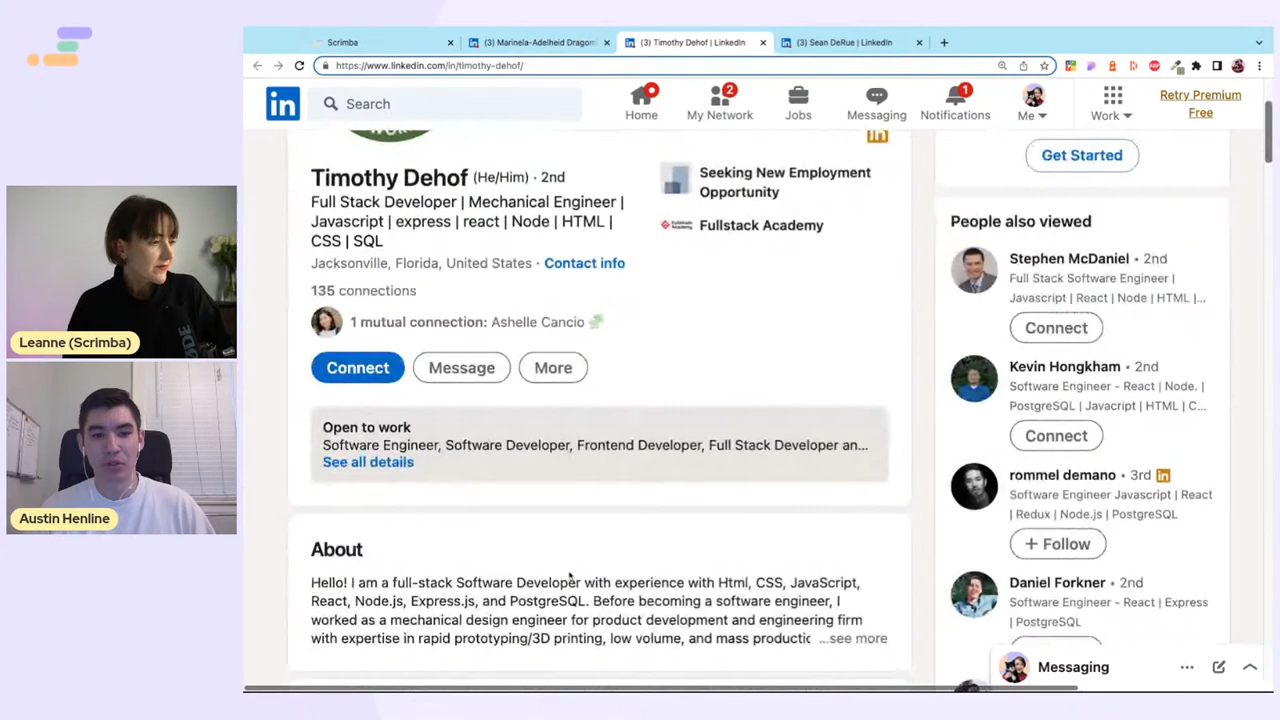 Scrimba
(3) Marinela-Adelheid Dragom
(3) Timothy Dehof | LinkedIn
(3) Sean DeRue | LinkedIn
https://www.linkedin.com/in/timothy-dehof/
in
Search
Home
2
My Network
Jobs
Messaging
1
Notifications
Me
Work
Retry Premium
Free
WORK
in
Timothy Dehof (He/Him) · 2nd
Full Stack Developer | Mechanical Engineer |
Javascript | express | react | Node | HTML |
CSS | SQL
Jacksonville, Florida, United States · Contact info
135 connections
1 mutual connection: Ashelle Cancio
Connect
Message
More
Seeking New Employment
Opportunity
Fullstack Academy
Open to work
Software Engineer, Software Developer, Frontend Developer, Full Stack Developer an...
See all details
About
Hello! I am a full-stack Software Developer with experience with Html, CSS, JavaScript,
React, Node.js, Express.js, and PostgreSQL. Before becoming a software engineer, I
worked as a mechanical design engineer for product development and engineering firm
with expertise in rapid prototyping/3D printing, low volume, and mass productic ...see more
Get Started
People also viewed
Stephen McDaniel · 2nd
Full Stack Software Engineer |
Javascript | React | Node | HTML |...
Connect
Kevin Hongkham · 2nd
Software Engineer - React | Node. |
PostgreSQL | Javacript | HTML | C...
Connect
rommel demano · 3rd in
Software Engineer Javascript | React
| Redux | Node.js | PostgreSQL
+ Follow
Daniel Forkner · 2nd
Software Engineer - React | Express
| PostgreSQL
Messaging
Leanne (Scrimba)
Austin Henline